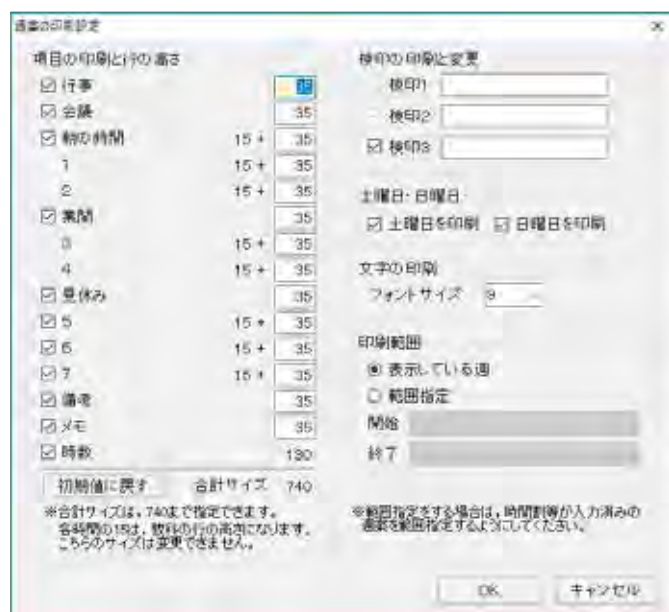 週案の印刷設定
項目の印刷と行の高さ
行事 35
会議 35
朝の時間 15 + 35
1 15 + 35
2 15 + 35
業間 35
3 15 + 35
4 15 + 35
昼休み 35
5 15 + 35
6 15 + 35
7 15 + 35
備考 35
メモ 35
時数 130
初期値に戻す 合計サイズ 740
※合計サイズは、740まで指定できます。
各時間の15は、教科の行の高さになります。
こちらのサイズは変更できません。
検印の印刷と変更
検印1
検印2
検印3
土曜日・日曜日
土曜日を印刷 日曜日を印刷
文字の印刷
フォントサイズ 9
印刷範囲
表示している週
範囲指定
開始
終了
※範囲指定をする場合は、時間割等が入力済みの
週案を範囲指定するようにしてください。
OK キャンセル